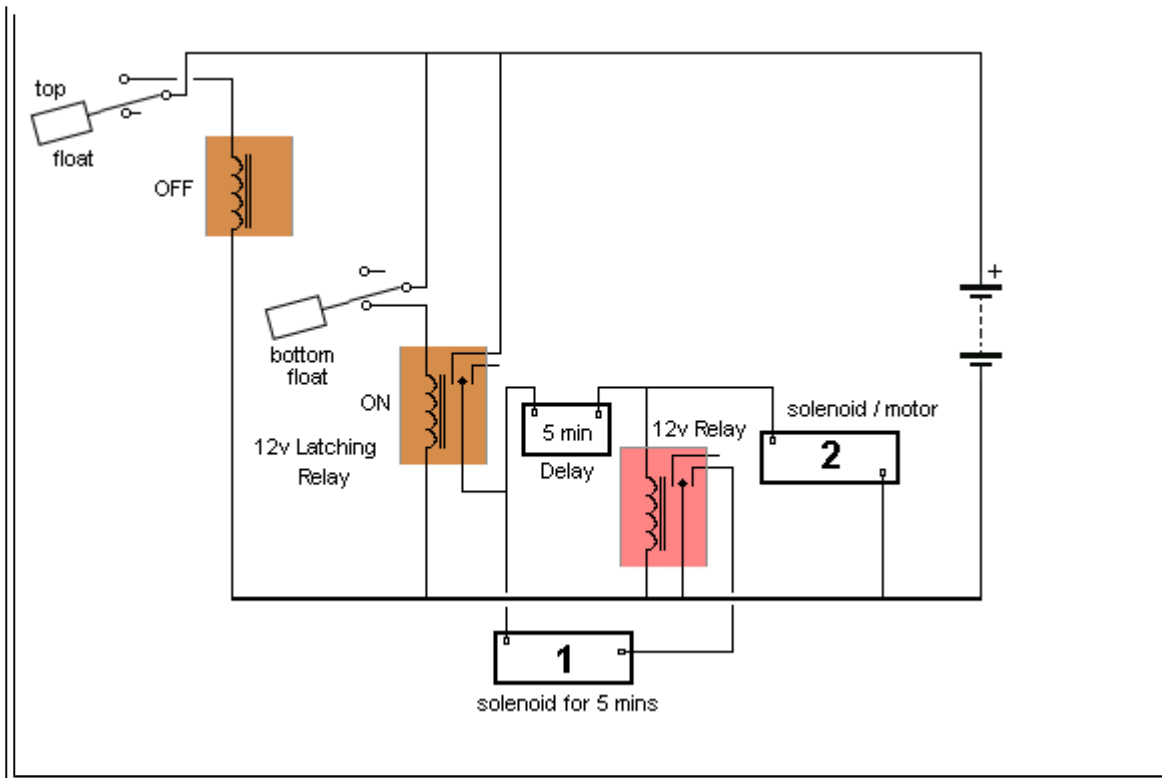 top
float
OFF
+
bottom
float
ON
12v Latching
Relay
5 min
Delay
12v Relay
solenoid / motor
2
1
solenoid for 5 mins